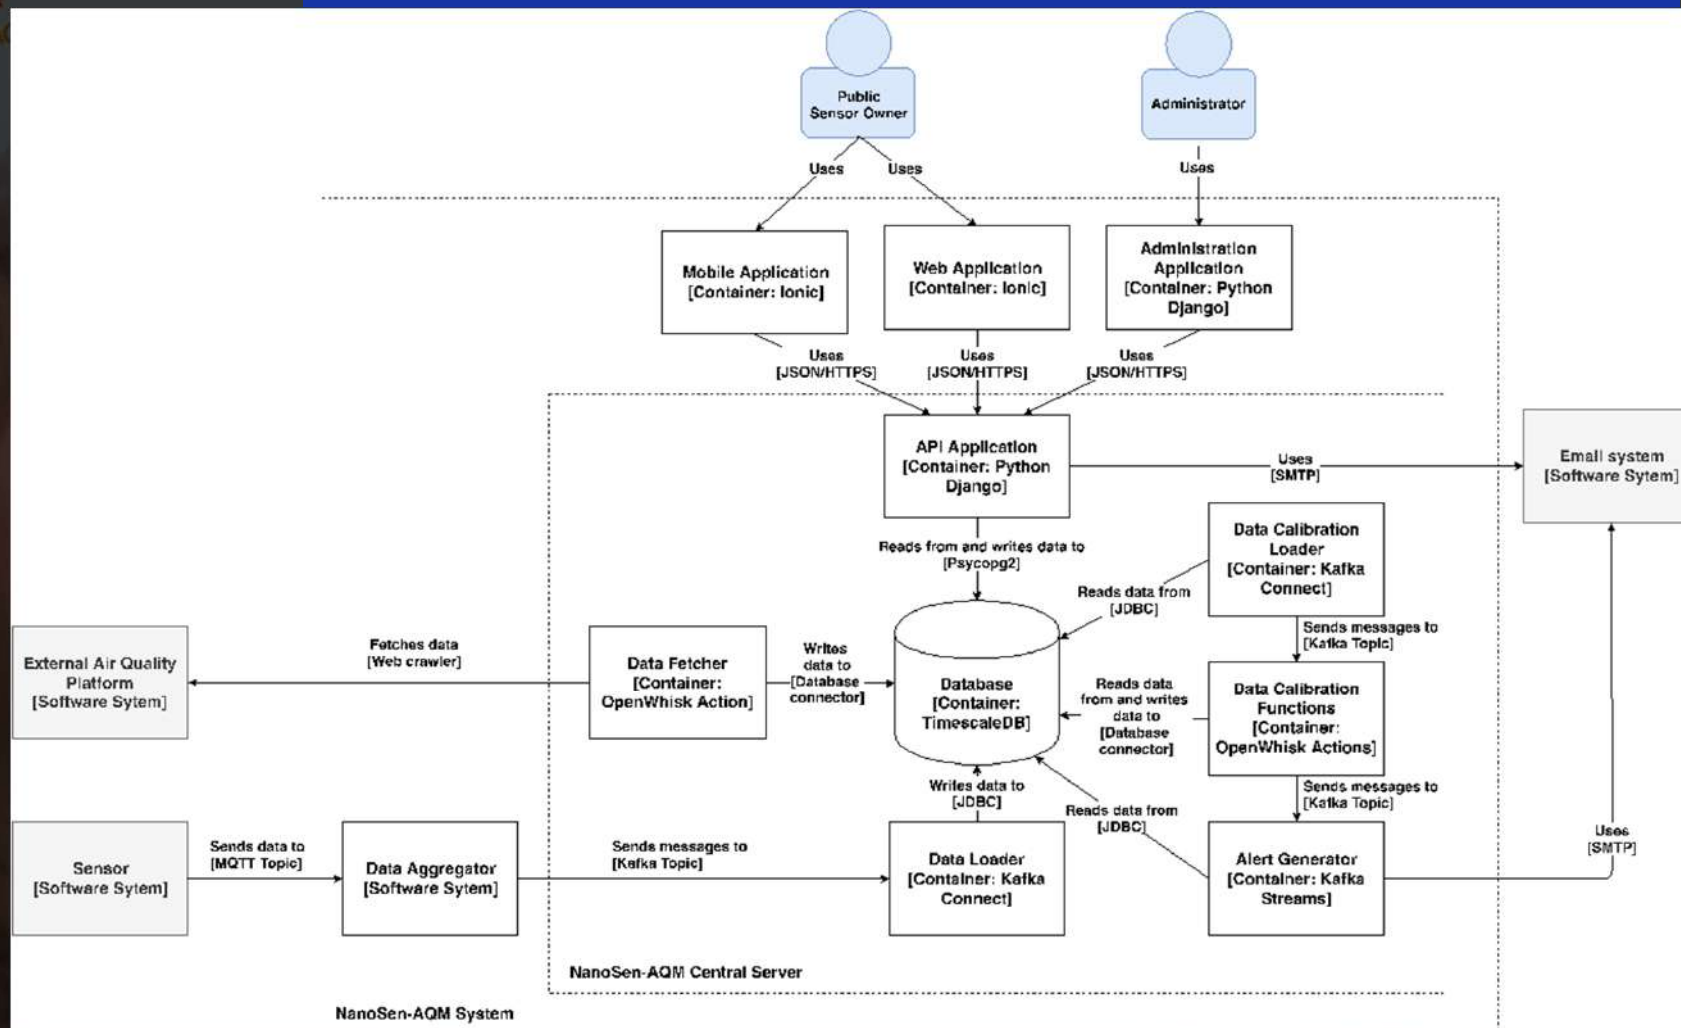 Public
Sensor Owner
Administrator
Uses
Uses
Uses
Mobile Application
[Container: Ionic]
Web Application
[Container: Ionic]
Administration
Application
[Container: Python
Django]
Uses
[JSON/HTTPS]
Uses
[JSON/HTTPS]
Uses
[JSON/HTTPS]
API Application
[Container: Python
Django]
Uses
[SMTP]
Email system
[Software Sytem]
Reads from and writes data to
[Psycopg2]
Data Calibration
Loader
[Container: Kafka
Connect]
Reads data from
[JDBC]
Sends messages to
[Kafka Topic]
External Air Quality
Platform
[Software Sytem]
Fetches data
[Web crawler]
Data Fetcher
[Container:
OpenWhisk Action]
Writes
data to
[Database
connector]
Database
[Container:
TimescaleDB]
Reads data
from and writes
data to
[Database
connector]
Data Calibration
Functions
[Container:
OpenWhisk Actions]
Writes data to
[JDBC]
Reads data from
[JDBC]
Sends messages to
[Kafka Topic]
Sensor
[Software Sytem]
Sends data to
[MQTT Topic]
Data Aggregator
[Software Sytem]
Sends messages to
[Kafka Topic]
Data Loader
[Container: Kafka
Connect]
Alert Generator
[Container: Kafka
Streams]
Uses
[SMTP]
NanoSen-AQM Central Server
NanoSen-AQM System